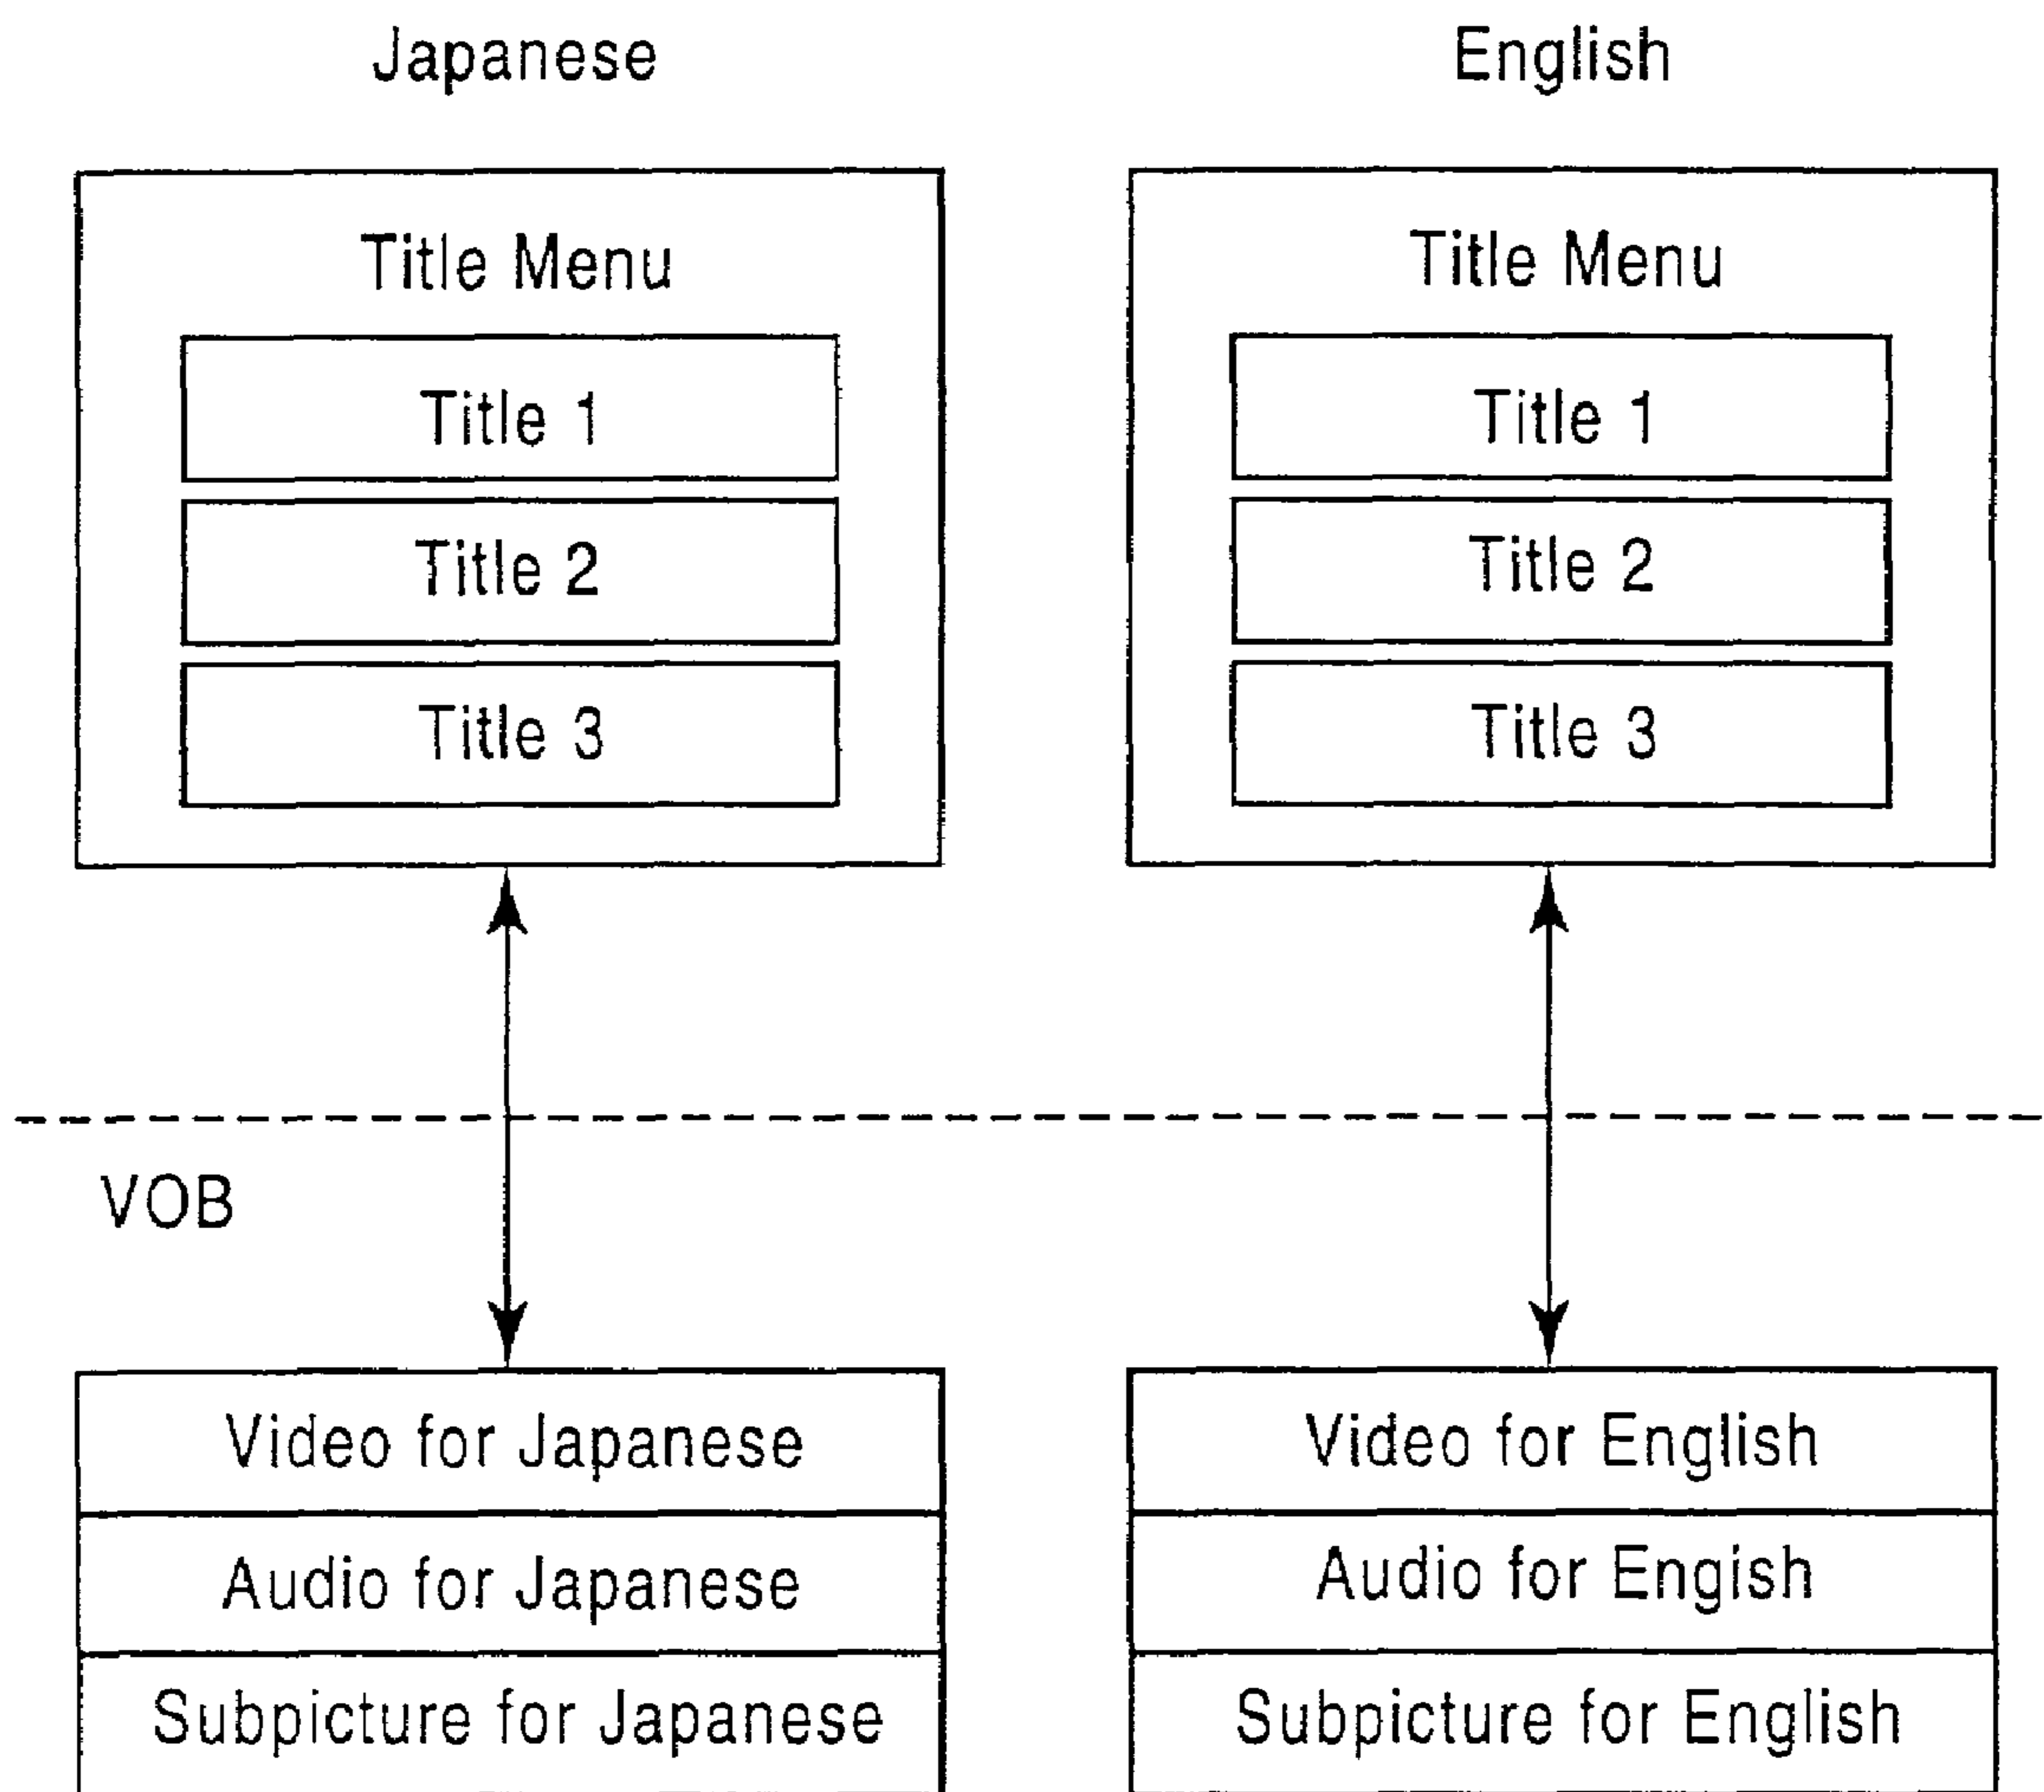 Japanese
Title Menu
Title 1
Title 2
Title 3
English
Title Menu
Title 1
Title 2
Title 3
VOB
Video for Japanese
Audio for Japanese
Subpicture for Japanese
Video for English
Audio for Engish
Subpicture for English